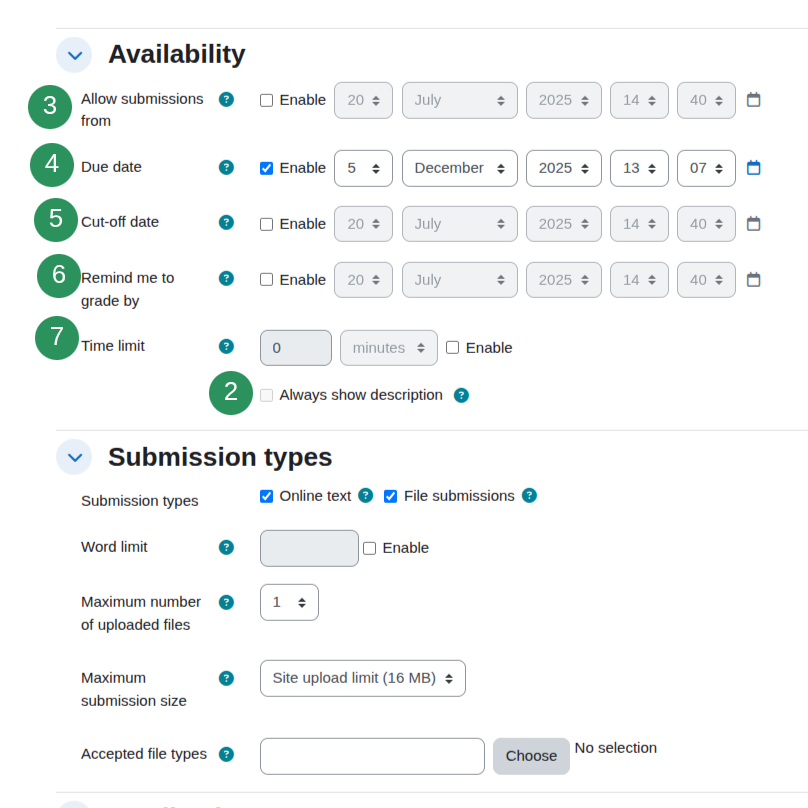 Availability
3 Allow submissions from ? Enable 20 July 2025 14 40
4 Due date ? Enable 5 December 2025 13 07
5 Cut-off date ? Enable 20 July 2025 14 40
6 Remind me to grade by ? Enable 20 July 2025 14 40
7 Time limit ? 0 minutes Enable
2 Always show description ?
Submission types
Submission types Online text ? File submissions ?
Word limit ? Enable
Maximum number of uploaded files ? 1
Maximum submission size ? Site upload limit (16 MB)
Accepted file types ? Choose No selection